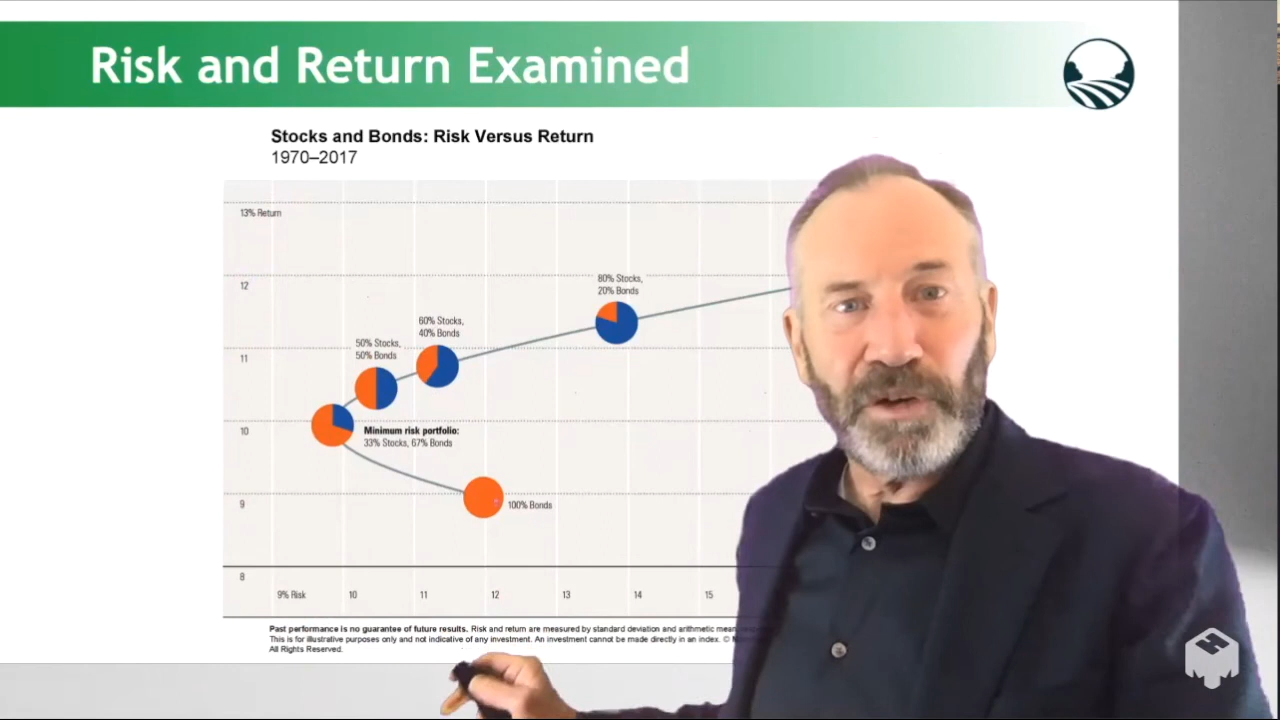 Risk and Return Examined
Stocks and Bonds: Risk Versus Return
1970–2017
13% Return
12
80% Stocks,
20% Bonds
60% Stocks,
40% Bonds
50% Stocks,
50% Bonds
11
10
Minimum risk portfolio:
33% Stocks, 67% Bonds
9
100% Bonds
8
9% Risk 10 11 12 13 14 15
Past performance is no guarantee of future results. Risk and return are measured by standard deviation and arithmetic
This is for illustrative purposes only and not indicative of any investment. An investment cannot be made directly in an index. ©
All Rights Reserved.